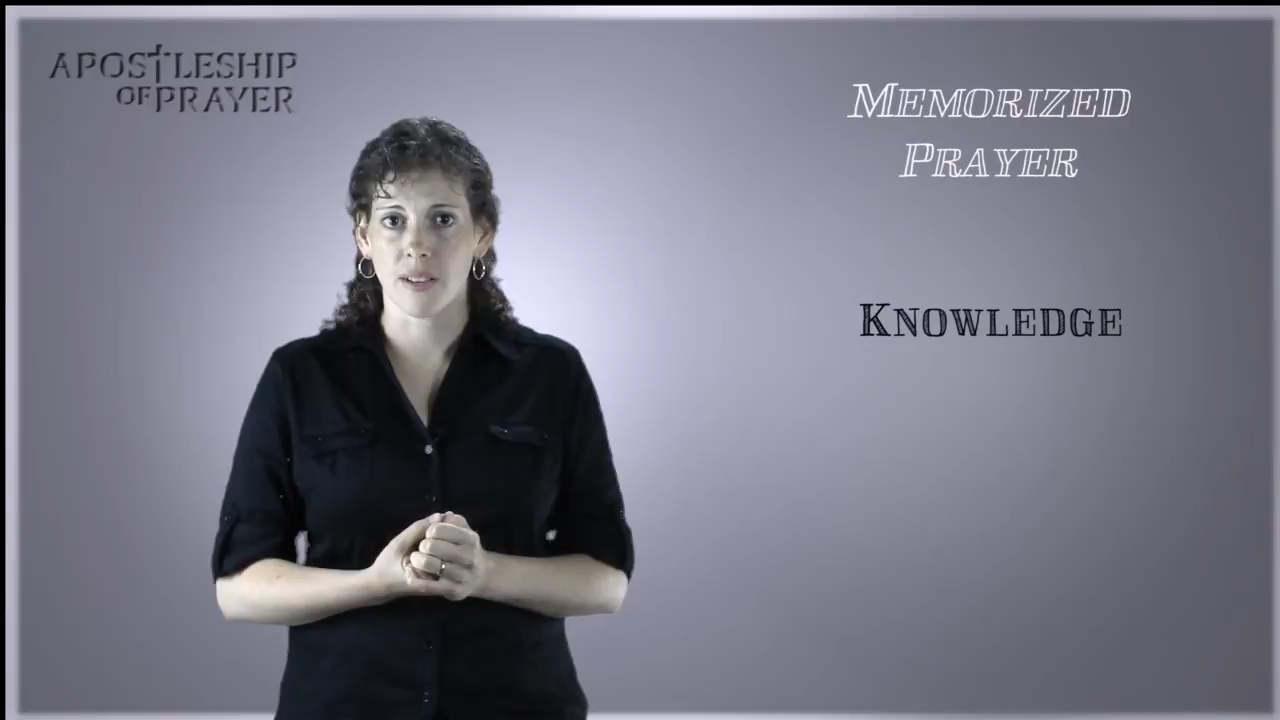 APOSTLESHIP
OF PRAYER
MEMORIZED
PRAYER
KNOWLEDGE